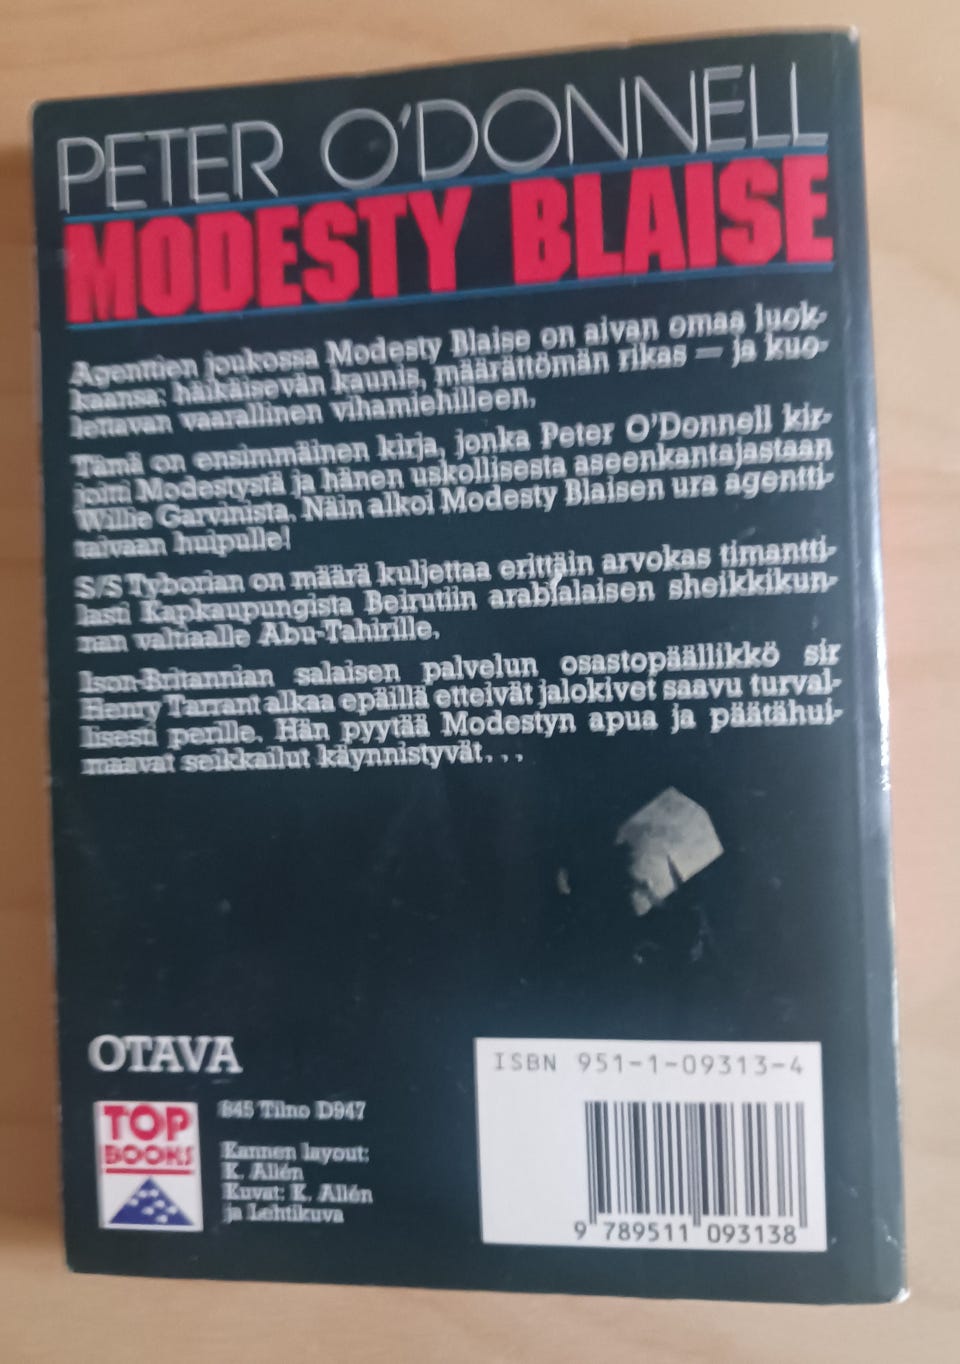 PETER O'DONNELL
MODESTY BLAISE
Agenttien joukossa Modesty Blaise on aivan omaa luok-
kaansa: häikäisevän kaunis, määrättömän rikas — ja kuo-
lettavan vaarallinen vihamiehilleen.
Tämä on ensimmäinen kirja, jonka Peter O'Donnell kir-
joitti Modestystä ja hänen uskollisesta aseenkantajastaan
Willie Garvinista. Näin alkoi Modesty Blaisen ura agentti-
taivaan huipulle!
S/S Tyborian on määrä kuljettaa erittäin arvokas timantti-
lasti Kapkaupungista Beirutiin arabialaisen sheikkikun-
nan valtiaalle Abu-Tahirille.
Ison-Britannian salaisen palvelun osastopäällikkö sir
Henry Tarrant alkaa epäillä etteivät jalokivet saavu turval-
lisesti perille. Hän pyytää Modestyn apua ja päätähui-
maavat seikkailut käynnistyvät...
OTAVA
TOP
BOOKS
845 Tilno D947
Kannen layout:
K. Allén
Kuvat: K. Allén
ja Lehtikuva
ISBN 951-1-09313-4
9 789511 093138